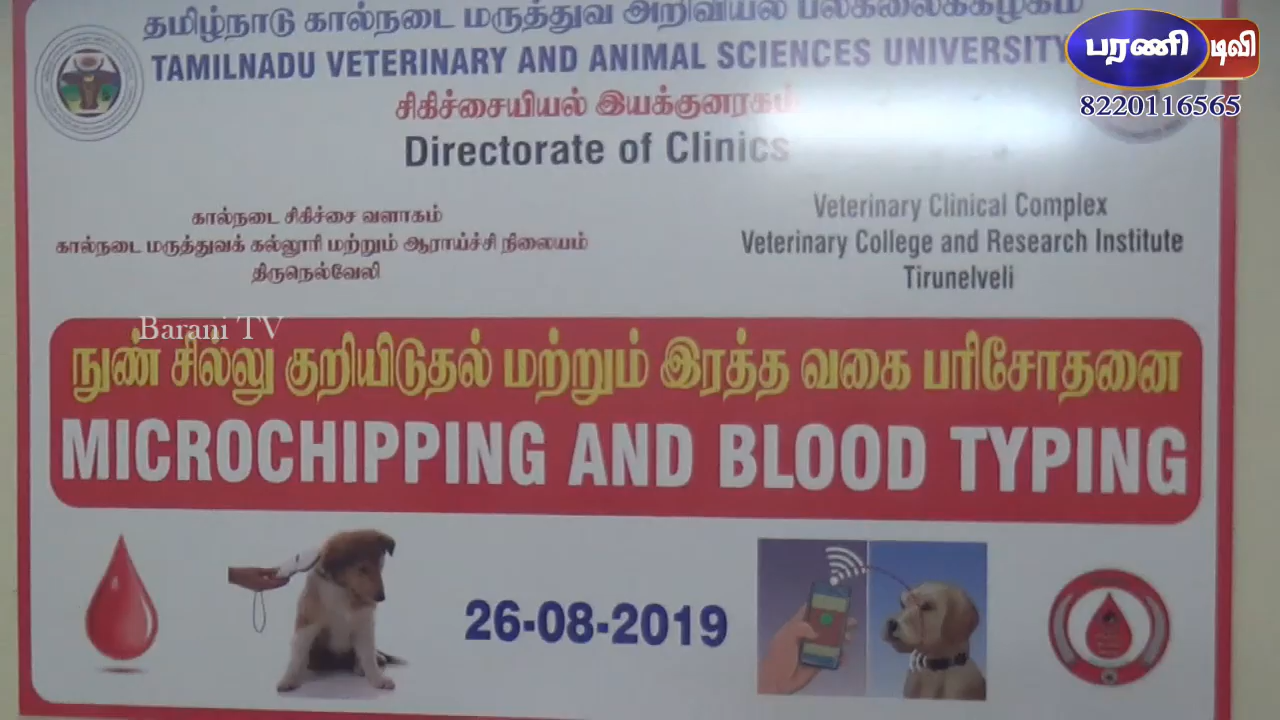 தமிழ்நாடு கால்நடை மருத்துவ அறிவியல் பல்கலைக்கழகம்
TAMILNADU VETERINARY AND ANIMAL SCIENCES UNIVERSITY
பரணி டிவி
8220116565
சிகிச்சையியல் இயக்குனரகம்
Directorate of Clinics
கால்நடை சிகிச்சை வளாகம்
கால்நடை மருத்துவக் கல்லூரி மற்றும் ஆராய்ச்சி நிலையம்
திருநெல்வேலி
Veterinary Clinical Complex
Veterinary College and Research Institute
Tirunelveli
Barani TV
நுண் சில்லு குறியிடுதல் மற்றும் இரத்த வகை பரிசோதனை
MICROCHIPPING AND BLOOD TYPING
26-08-2019